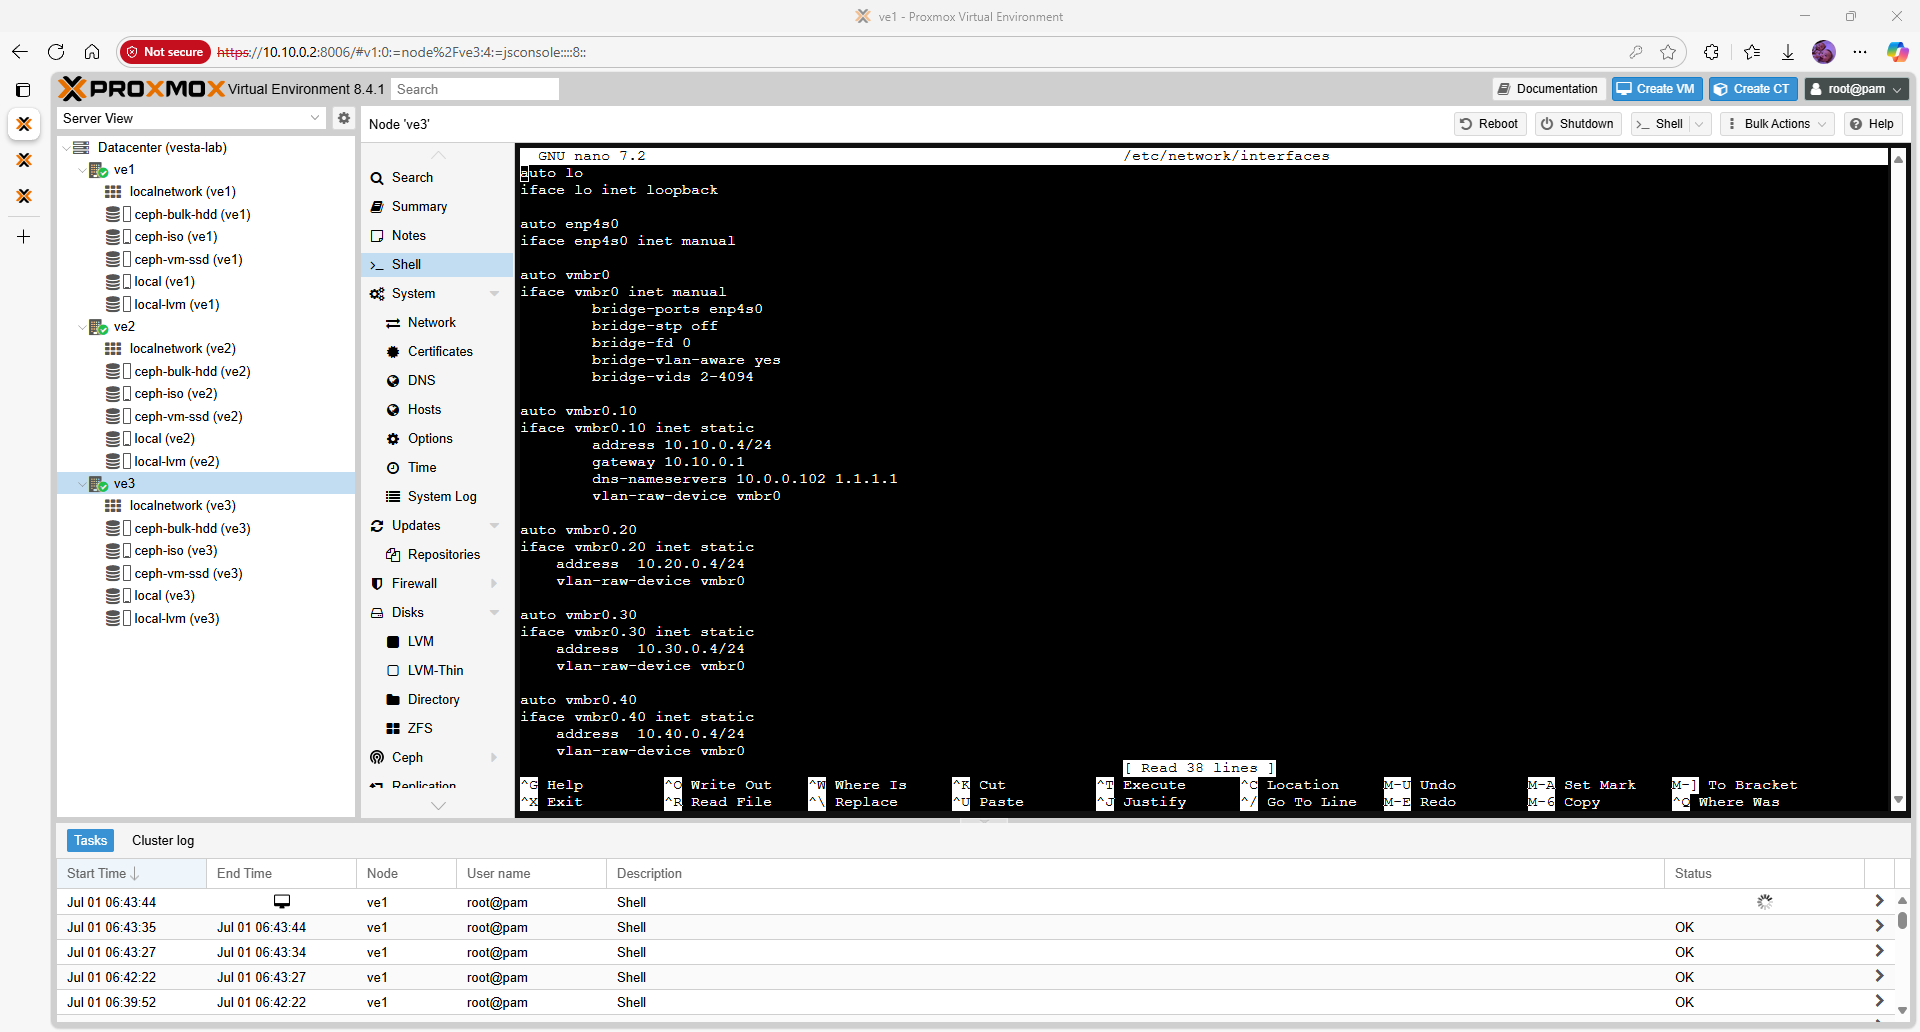 ve1 - Proxmox Virtual Environment
Not secure https://10.10.0.2:8006/#v1:0:=node%2Fve3:4:=jsconsole::::8::
PROXMOX Virtual Environment 8.4.1 Search
Documentation Create VM Create CT root@pam
Server View
Datacenter (vesta-lab)
ve1
localnetwork (ve1)
ceph-bulk-hdd (ve1)
ceph-iso (ve1)
ceph-vm-ssd (ve1)
local (ve1)
local-lvm (ve1)
ve2
localnetwork (ve2)
ceph-bulk-hdd (ve2)
ceph-iso (ve2)
ceph-vm-ssd (ve2)
local (ve2)
local-lvm (ve2)
ve3
localnetwork (ve3)
ceph-bulk-hdd (ve3)
ceph-iso (ve3)
ceph-vm-ssd (ve3)
local (ve3)
local-lvm (ve3)
Node 've3'
Reboot Shutdown >_ Shell Bulk Actions Help
Search
Summary
Notes
>_ Shell
System
Network
Certificates
DNS
Hosts
Options
Time
System Log
Updates
Repositories
Firewall
Disks
LVM
LVM-Thin
Directory
ZFS
Ceph
Replication
GNU nano 7.2 /etc/network/interfaces
auto lo
iface lo inet loopback
auto enp4s0
iface enp4s0 inet manual
auto vmbr0
iface vmbr0 inet manual
bridge-ports enp4s0
bridge-stp off
bridge-fd 0
bridge-vlan-aware yes
bridge-vids 2-4094
auto vmbr0.10
iface vmbr0.10 inet static
address 10.10.0.4/24
gateway 10.10.0.1
dns-nameservers 10.0.0.102 1.1.1.1
vlan-raw-device vmbr0
auto vmbr0.20
iface vmbr0.20 inet static
address  10.20.0.4/24
vlan-raw-device vmbr0
auto vmbr0.30
iface vmbr0.30 inet static
address  10.30.0.4/24
vlan-raw-device vmbr0
auto vmbr0.40
iface vmbr0.40 inet static
address  10.40.0.4/24
vlan-raw-device vmbr0
[ Read 38 lines ]
^G Help ^O Write Out ^W Where Is ^K Cut ^T Execute ^C Location M-U Undo M-A Set Mark M-] To Bracket
^X Exit ^R Read File ^\ Replace ^U Paste ^J Justify ^/ Go To Line M-E Redo M-6 Copy ^Q Where Was
Tasks Cluster log
Start Time End Time Node User name Description Status
Jul 01 06:43:44 ve1 root@pam Shell
Jul 01 06:43:35 Jul 01 06:43:44 ve1 root@pam Shell OK
Jul 01 06:43:27 Jul 01 06:43:34 ve1 root@pam Shell OK
Jul 01 06:42:22 Jul 01 06:43:27 ve1 root@pam Shell OK
Jul 01 06:39:52 Jul 01 06:42:22 ve1 root@pam Shell OK